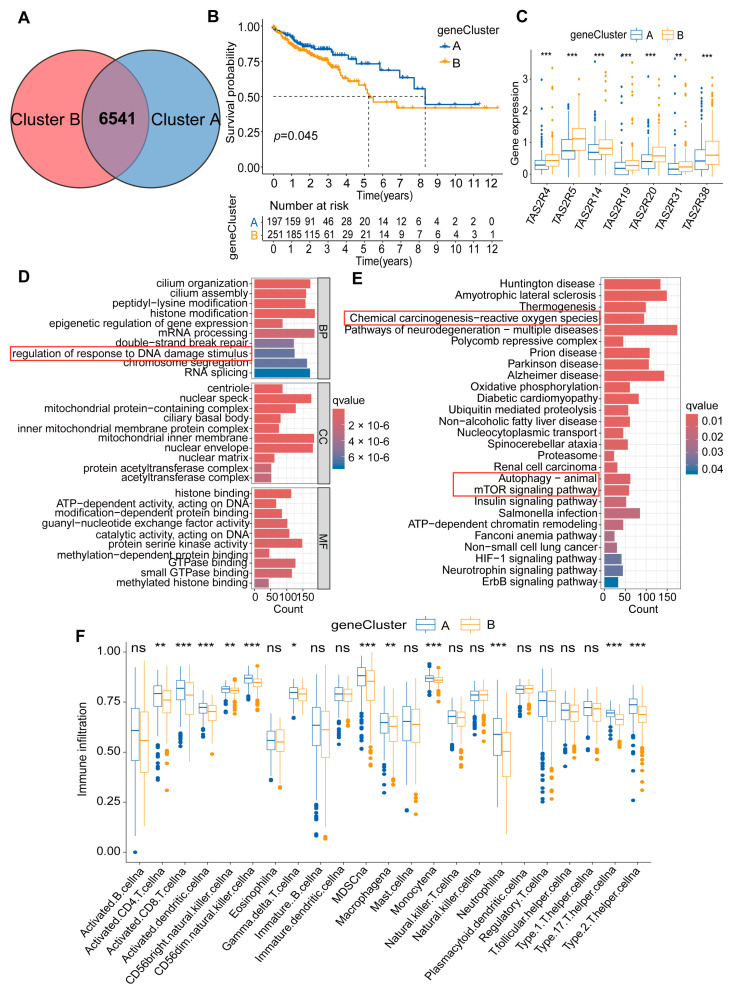 A
Cluster B
6541
Cluster A
B
geneCluster
A
B
Survival probability
1.00
0.75
0.50
0.25
0.00
p=0.045
0 1 2 3 4 5 6 7 8 9 10 11 12
Time(years)
Number at risk
geneCluster
A 197 159 91 46 28 20 14 12 6 4 2 2 0
B 251 185 115 61 29 21 14 9 7 6 4 3 1
0 1 2 3 4 5 6 7 8 9 10 11 12
Time(years)
C
geneCluster A B
*** *** *** *** *** ** ***
Gene expression
3
2
1
0
TAS2R4
TAS2R5
TAS2R14
TAS2R19
TAS2R20
TAS2R31
TAS2R38
D
cilium organization
cilium assembly
peptidyl-lysine modification
histone modification
epigenetic regulation of gene expression
mRNA processing
double-strand break repair
regulation of response to DNA damage stimulus
chromosome segregation
RNA splicing
BP
centriole
nuclear speck
mitochondrial protein-containing complex
ciliary basal body
inner mitochondrial membrane protein complex
mitochondrial inner membrane
nuclear envelope
nuclear matrix
protein acetyltransferase complex
acetyltransferase complex
CC
histone binding
ATP-dependent activity, acting on DNA
modification-dependent protein binding
guanyl-nucleotide exchange factor activity
catalytic activity, acting on DNA
protein serine kinase activity
methylation-dependent protein binding
GTPase binding
small GTPase binding
methylated histone binding
MF
0 50 100 150
Count
qvalue
2 × 10-6
4 × 10-6
6 × 10-6
E
Huntington disease
Amyotrophic lateral sclerosis
Thermogenesis
Chemical carcinogenesis-reactive oxygen species
Pathways of neurodegeneration - multiple diseases
Polycomb repressive complex
Prion disease
Parkinson disease
Alzheimer disease
Oxidative phosphorylation
Diabetic cardiomyopathy
Ubiquitin mediated proteolysis
Non-alcoholic fatty liver disease
Nucleocytoplasmic transport
Spinocerebellar ataxia
Proteasome
Renal cell carcinoma
Autophagy - animal
mTOR signaling pathway
Insulin signaling pathway
Salmonella infection
ATP-dependent chromatin remodeling
Fanconi anemia pathway
Non-small cell lung cancer
HIF-1 signaling pathway
Neurotrophin signaling pathway
ErbB signaling pathway
0 50 100 150
Count
qvalue
0.01
0.02
0.03
0.04
F
geneCluster A B
ns ** *** *** ** *** ns * ns ns *** ** ns *** ns ns *** ns ns ns ns *** ***
Immune infiltration
1.00
0.75
0.50
0.25
0.00
Activated.B.cellna
Activated.CD4.T.cellna
Activated.CD8.T.cellna
Activated.dendritic.cellna
CD56bright.natural.killer.cellna
CD56dim.natural.killer.cellna
Eosinophilna
Gamma.delta.T.cellna
Immature..B.cellna
Immature.dendritic.cellna
MDSCna
Macrophagena
Mast.cellna
Monocytena
Natural.killer.T.cellna
Natural.killer.cellna
Neutrophilna
Plasmacytoid.dendritic.cellna
Regulatory.T.cellna
T.follicular.helper.cellna
Type.1.T.helper.cellna
Type.17.T.helper.cellna
Type.2.T.helper.cellna